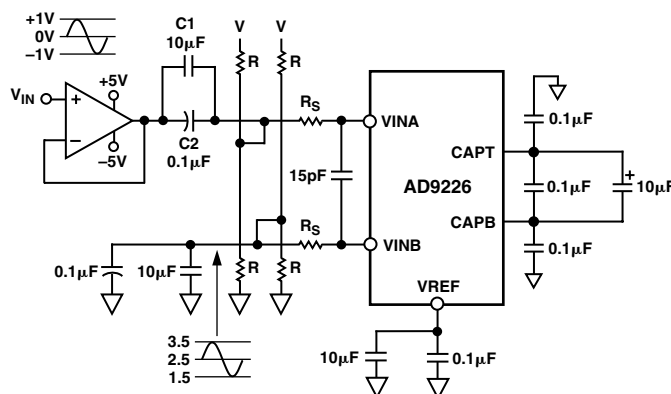 +1V
0V
–1V
C1
10µF
V
V
R
R
+5V
VIN
+
–
–5V
C2
0.1µF
RS
VINA
15pF
AD9226
CAPT
CAPB
0.1µF
0.1µF
+
10µF
0.1µF
RS
VINB
R
R
0.1µF
10µF
VREF
3.5
2.5
1.5
10µF
0.1µF